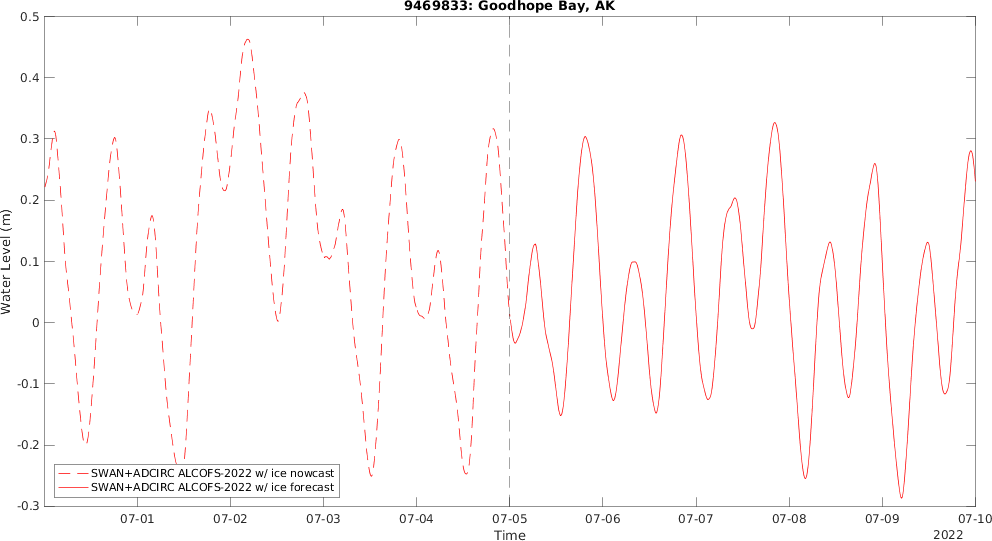 9469833: Goodhope Bay, AK
Water Level (m)
0.5
0.4
0.3
0.2
0.1
0
-0.1
-0.2
-0.3
SWAN+ADCIRC ALCOFS-2022 w/ ice nowcast
SWAN+ADCIRC ALCOFS-2022 w/ ice forecast
07-01 07-02 07-03 07-04 07-05 07-06 07-07 07-08 07-09 07-10
Time
2022